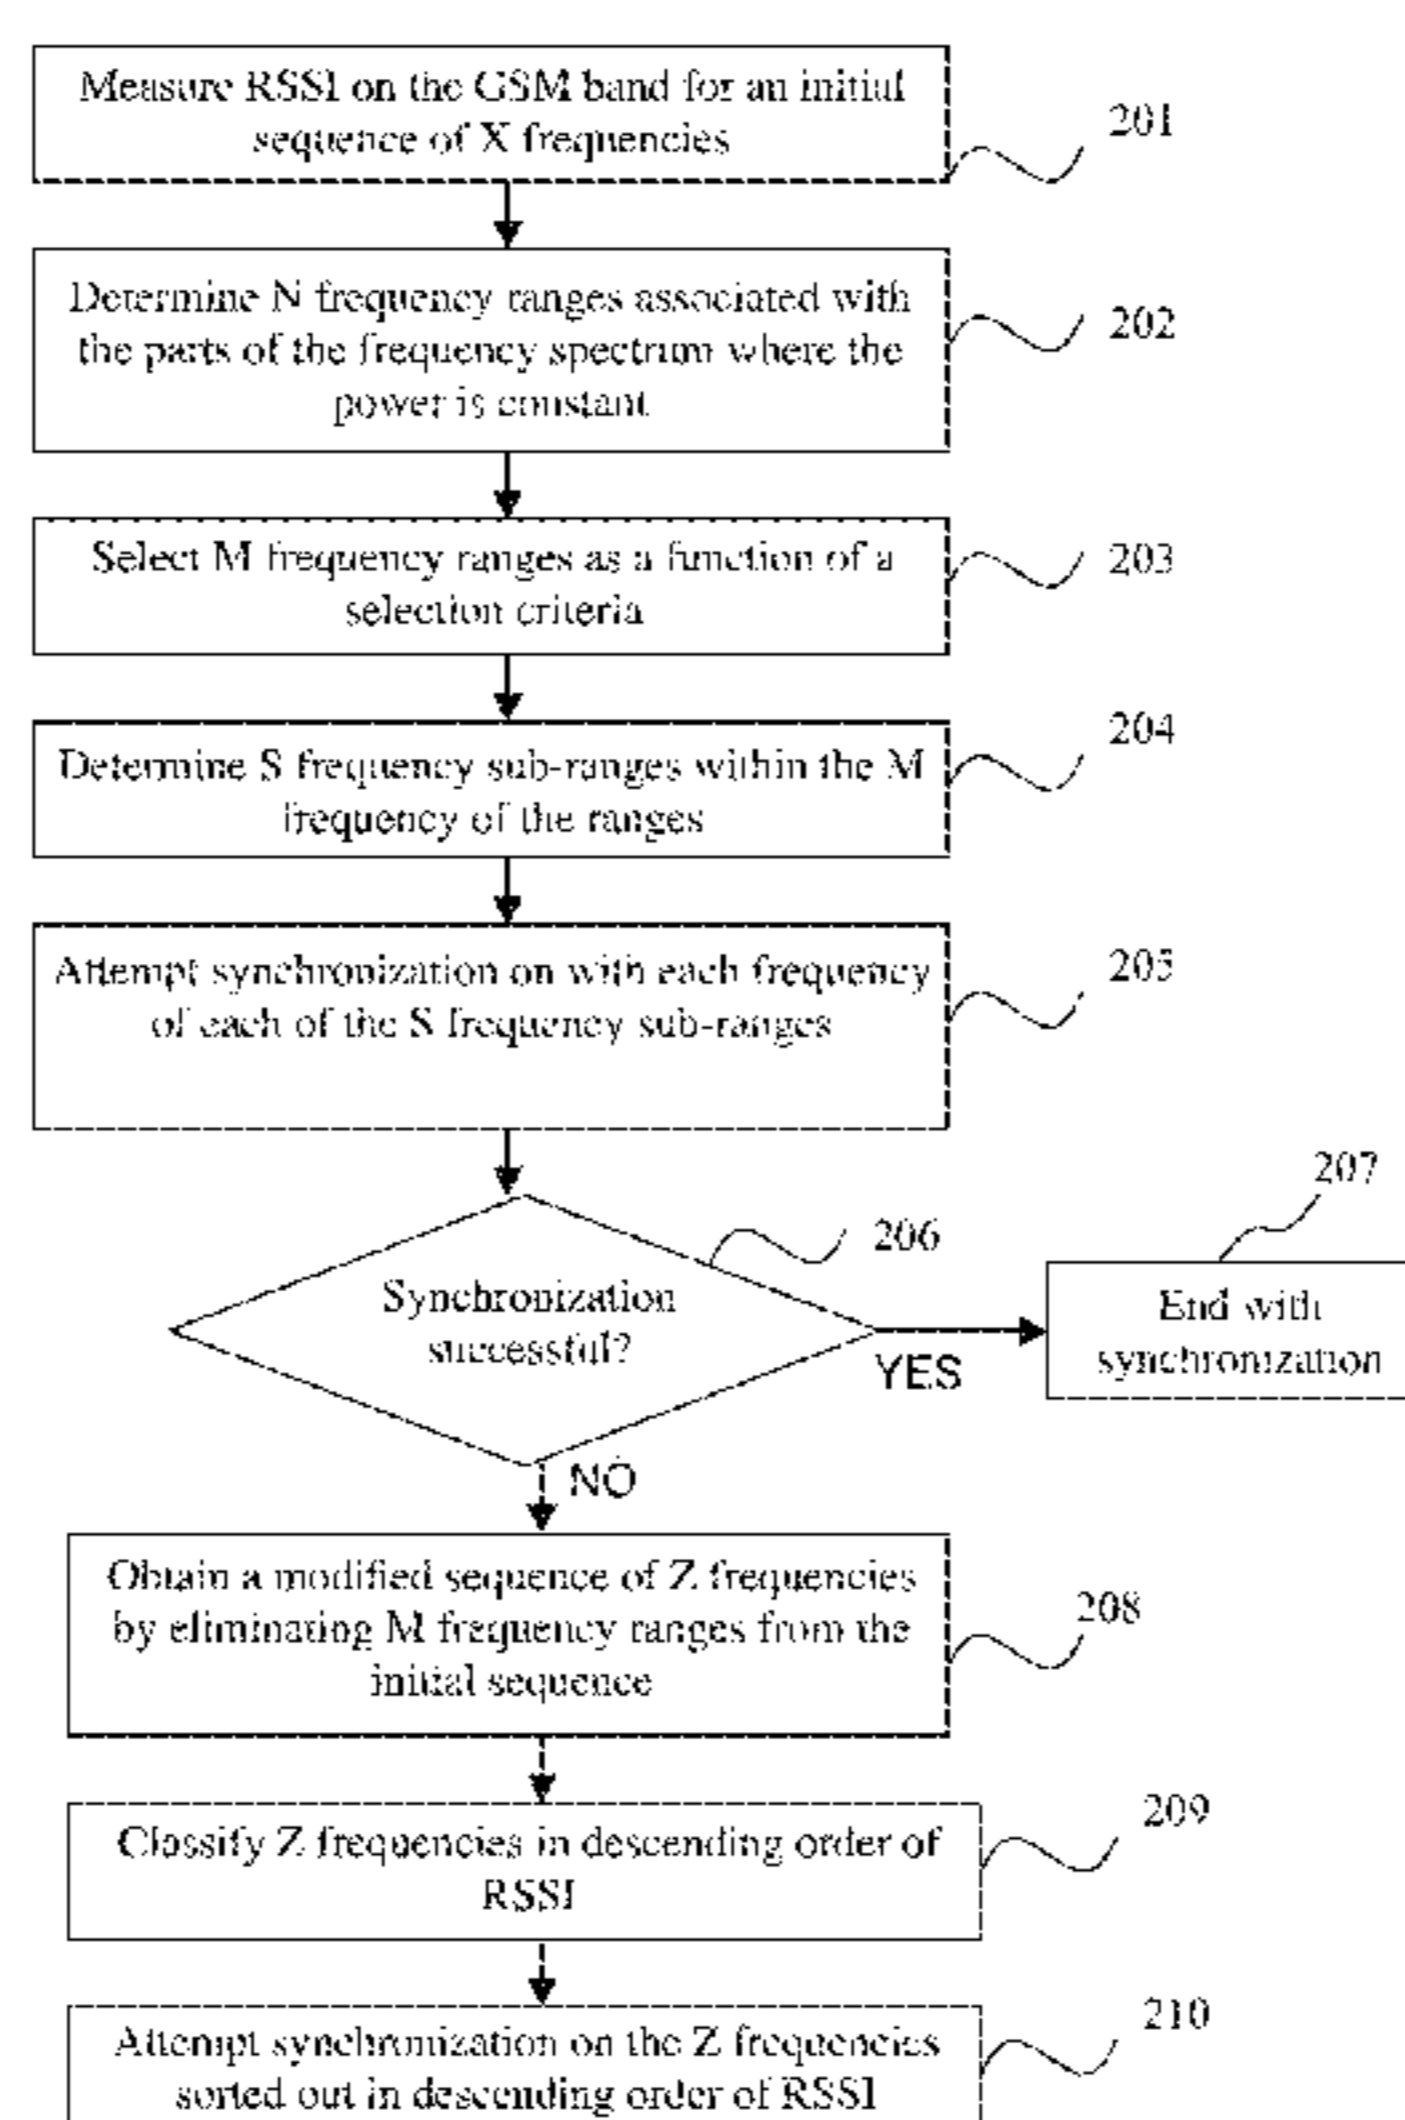 Measure RSSI on the GSM band for an initial
sequence of X frequencies
201
Determine N frequency ranges associated with
the parts of the frequency spectrum where the
power is constant
202
Select M frequency ranges as a function of a
selection criteria
203
Determine S frequency sub-ranges within the M
frequency of the ranges
204
Attempt synchronization on with each frequency
of each of the S frequency sub-ranges
205
Synchronization
successful?
206
YES
207
End with
synchronization
NO
Obtain a modified sequence of Z frequencies
by eliminating M frequency ranges from the
initial sequence
208
Classify Z frequencies in descending order of
RSSI
209
Attempt synchronization on the Z frequencies
sorted out in descending order of RSSI
210